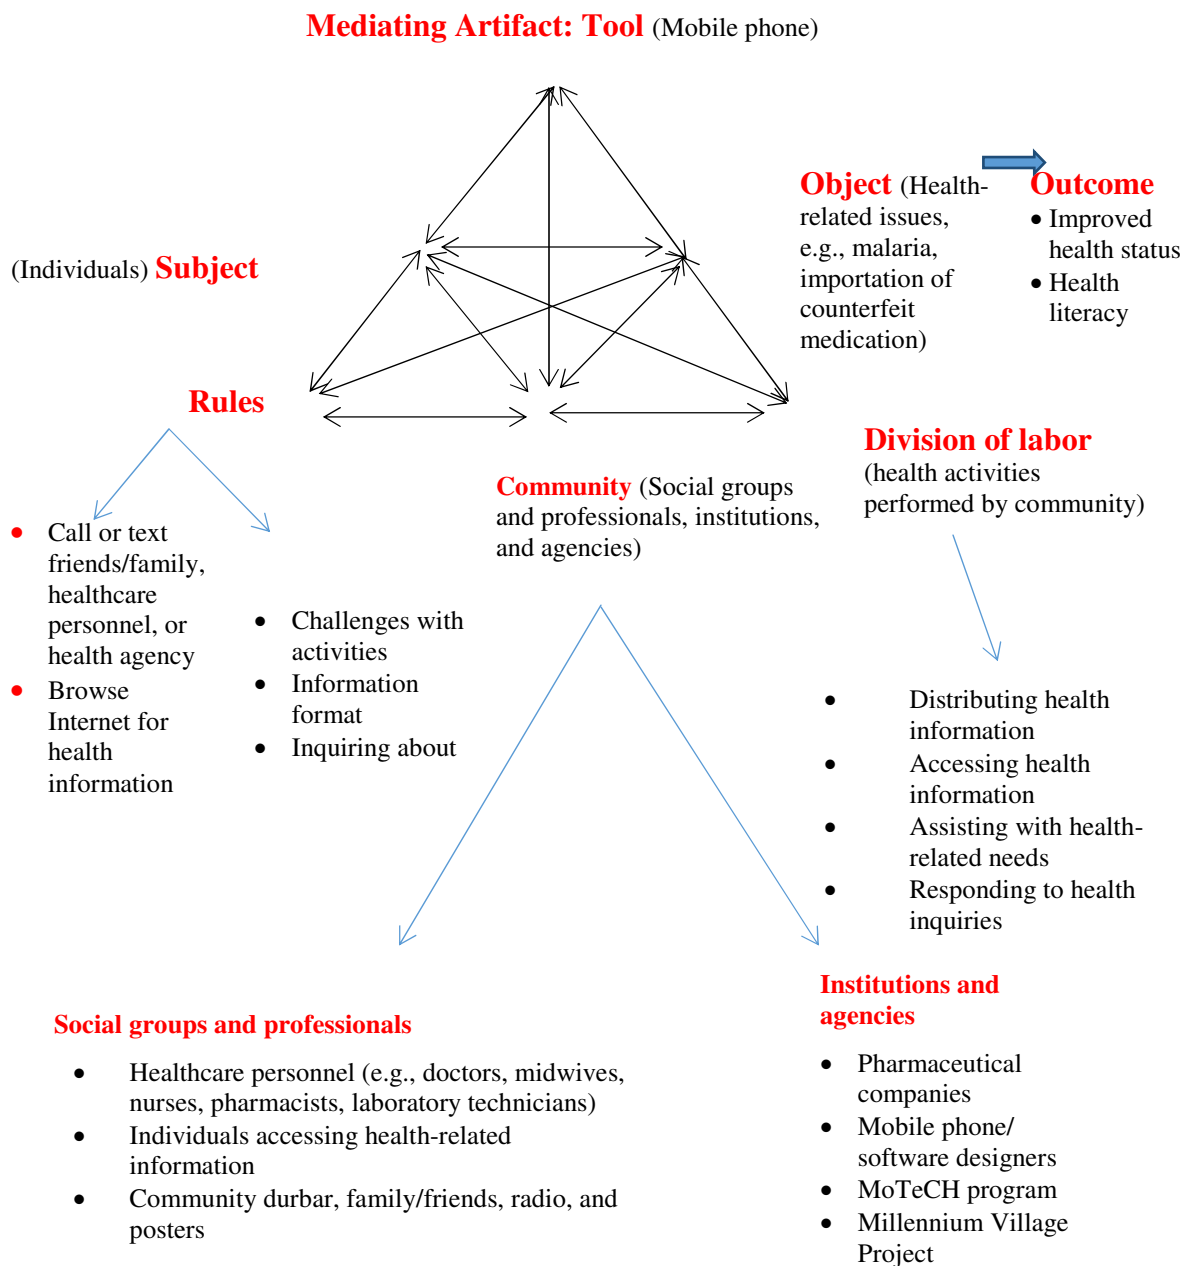 Mediating Artifact: Tool (Mobile phone)
Object (Health-
related issues,
e.g., malaria,
importation of
counterfeit
medication)
Outcome
• Improved
health status
• Health
literacy
(Individuals) Subject
Rules
• Call or text
friends/family,
healthcare
personnel, or
health agency
• Browse
Internet for
health
information
• Challenges with
activities
• Information
format
• Inquiring about
Community (Social groups
and professionals, institutions,
and agencies)
Division of labor
(health activities
performed by community)
• Distributing health
information
• Accessing health
information
• Assisting with health-
related needs
• Responding to health
inquiries
Social groups and professionals
• Healthcare personnel (e.g., doctors, midwives,
nurses, pharmacists, laboratory technicians)
• Individuals accessing health-related
information
• Community durbar, family/friends, radio, and
posters
Institutions and
agencies
• Pharmaceutical
companies
• Mobile phone/
software designers
• MoTeCH program
• Millennium Village
Project